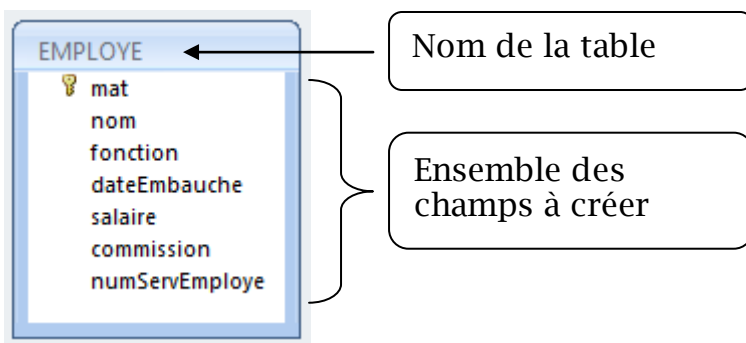 EMPLOYE
Nom de la table
mat
nom
fonction
dateEmbauche
salaire
commission
numServEmploye
Ensemble des
champs à créer